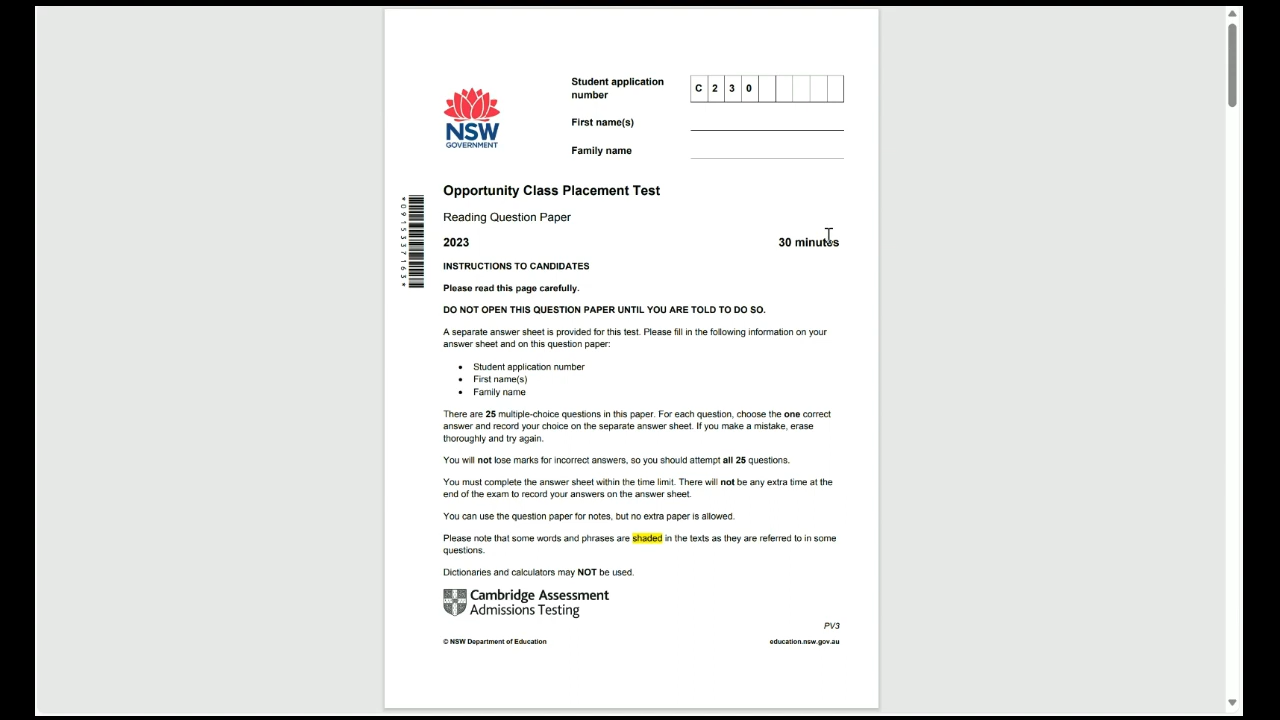 Student application
number
C 2 3 0
First name(s)
Family name
NSW
GOVERNMENT
Opportunity Class Placement Test
Reading Question Paper
2023
30 minutes
*0915337163*
INSTRUCTIONS TO CANDIDATES
Please read this page carefully.
DO NOT OPEN THIS QUESTION PAPER UNTIL YOU ARE TOLD TO DO SO.
A separate answer sheet is provided for this test. Please fill in the following information on your
answer sheet and on this question paper:
• Student application number
• First name(s)
• Family name
There are 25 multiple-choice questions in this paper. For each question, choose the one correct
answer and record your choice on the separate answer sheet. If you make a mistake, erase
thoroughly and try again.
You will not lose marks for incorrect answers, so you should attempt all 25 questions.
You must complete the answer sheet within the time limit. There will not be any extra time at the
end of the exam to record your answers on the answer sheet.
You can use the question paper for notes, but no extra paper is allowed.
Please note that some words and phrases are shaded in the texts as they are referred to in some
questions.
Dictionaries and calculators may NOT be used.
Cambridge Assessment
Admissions Testing
PV3
© NSW Department of Education
education.nsw.gov.au